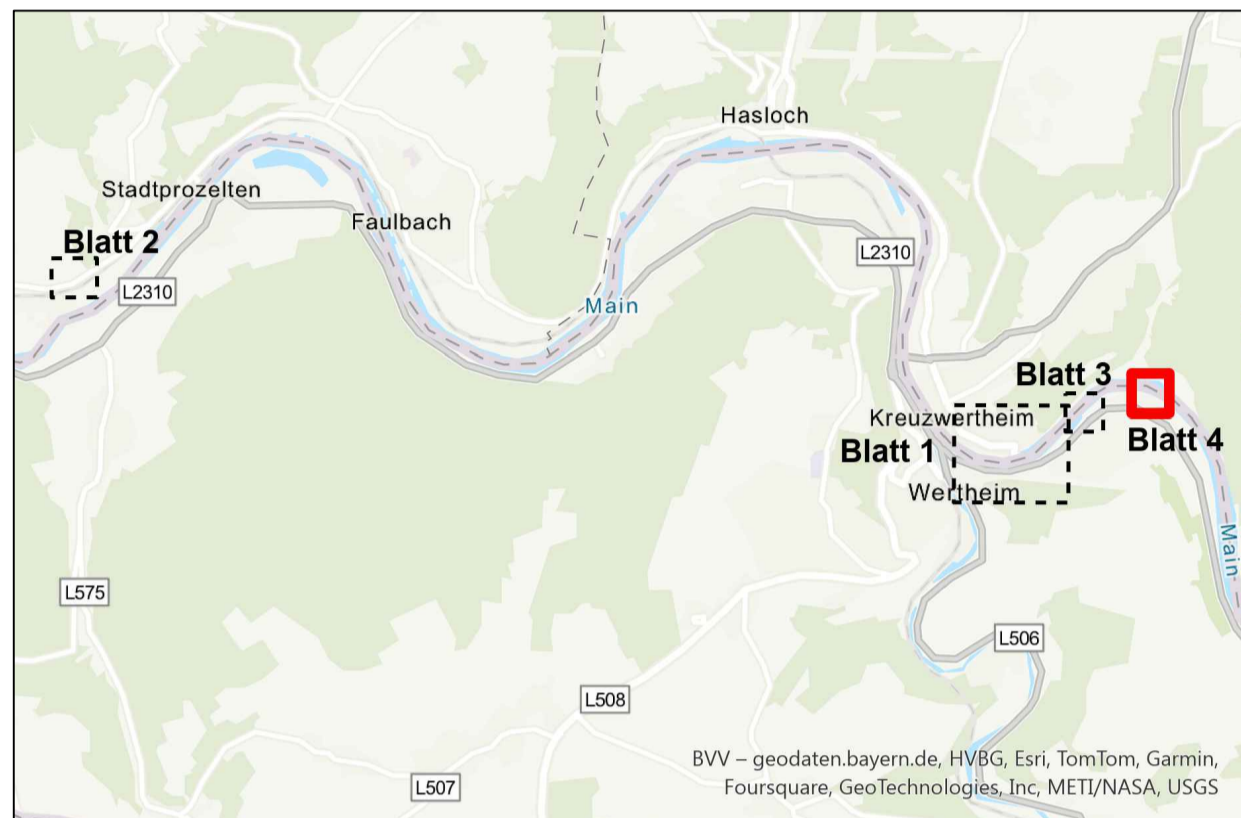 Hasloch
Stadtprozelten
Faulbach
Blatt 2
L2310
L2310
Main
Blatt 3
Kreuzwertheim
Blatt 1
Blatt 4
Wertheim
Main
L575
L506
L508
L507
BVV – geodaten.bayern.de, HVBG, Esri, TomTom, Garmin,
Foursquare, GeoTechnologies, Inc, METI/NASA, USGS